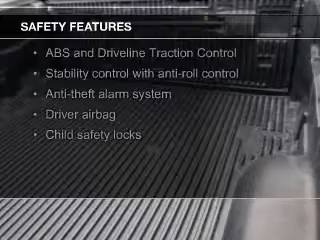 SAFETY FEATURES
• ABS and Driveline Traction Control
• Stability control with anti-roll control
• Anti-theft alarm system
• Driver airbag
• Child safety locks